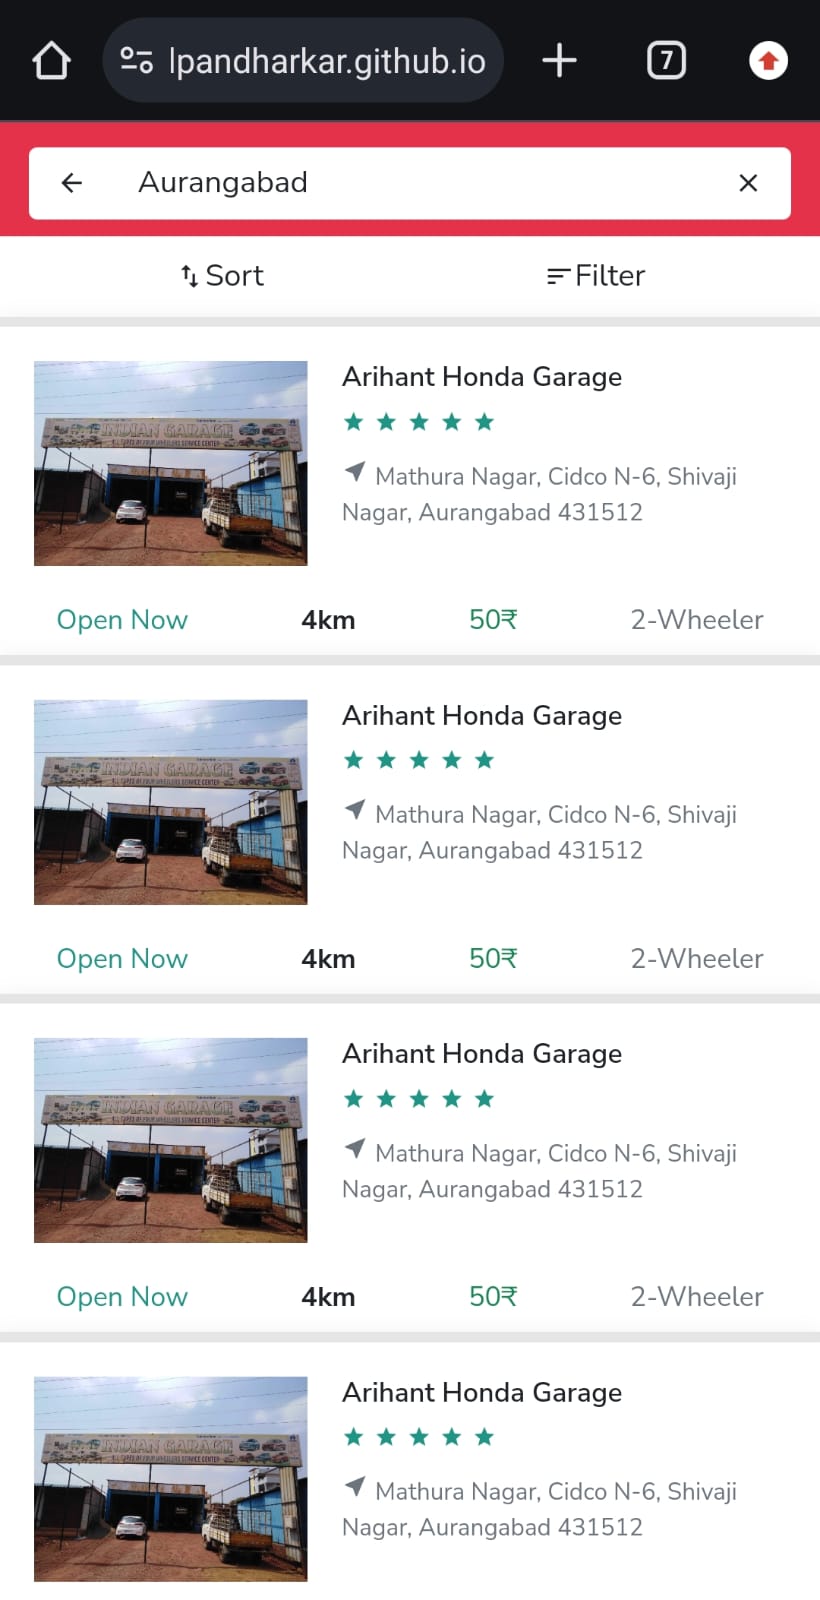 lpandharkar.github.io
7
Aurangabad
Sort
Filter
INDIAN GARAGE
Arihant Honda Garage
Mathura Nagar, Cidco N-6, Shivaji
Nagar, Aurangabad 431512
Open Now 4km 50₹ 2-Wheeler
INDIAN GARAGE
Arihant Honda Garage
Mathura Nagar, Cidco N-6, Shivaji
Nagar, Aurangabad 431512
Open Now 4km 50₹ 2-Wheeler
INDIAN GARAGE
Arihant Honda Garage
Mathura Nagar, Cidco N-6, Shivaji
Nagar, Aurangabad 431512
Open Now 4km 50₹ 2-Wheeler
INDIAN GARAGE
Arihant Honda Garage
Mathura Nagar, Cidco N-6, Shivaji
Nagar, Aurangabad 431512